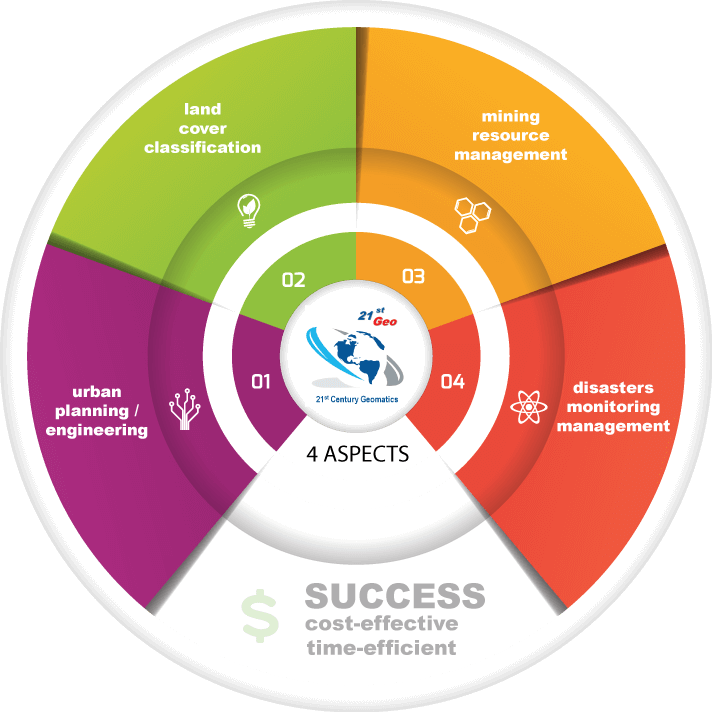 land
cover
classification
mining
resource
management
02
03
21st
Geo
21st Century Geomatics
01
04
urban
planning /
engineering
disasters
monitoring
management
4 ASPECTS
$
SUCCESS
cost-effective
time-efficient